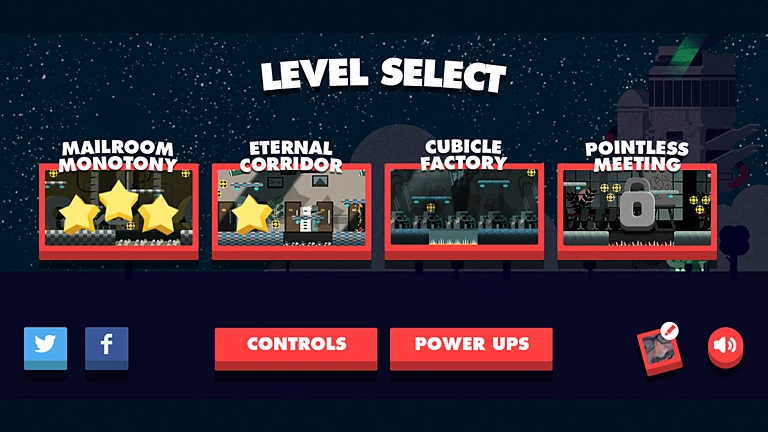 LEVEL SELECT
MAILROOM
MONOTONY
ETERNAL
CORRIDOR
CUBICLE
FACTORY
POINTLESS
MEETING
CONTROLS
POWER UPS